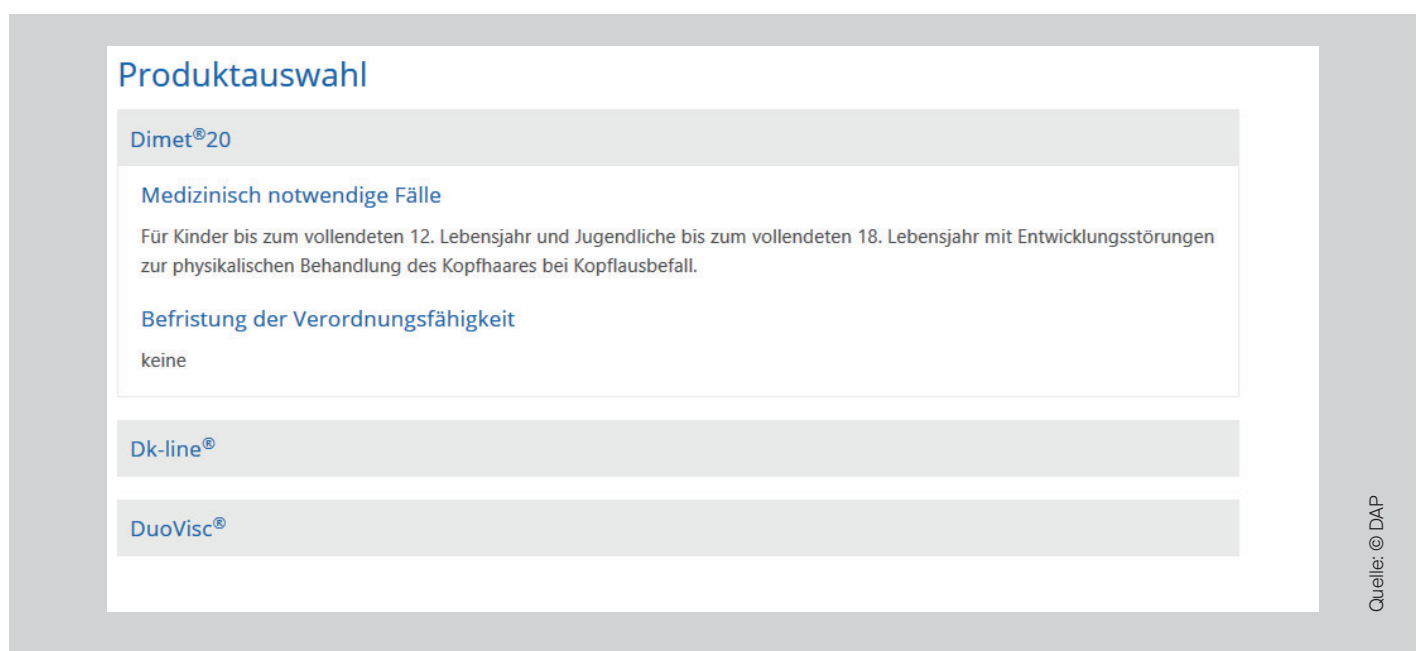 Produktauswahl
Dimet®20
Medizinisch notwendige Fälle
Für Kinder bis zum vollendeten 12. Lebensjahr und Jugendliche bis zum vollendeten 18. Lebensjahr mit Entwicklungsstörungen
zur physikalischen Behandlung des Kopfhaares bei Kopflausbefall.
Befristung der Verordnungsfähigkeit
keine
Dk-line®
DuoVisc®
Quelle: © DAP